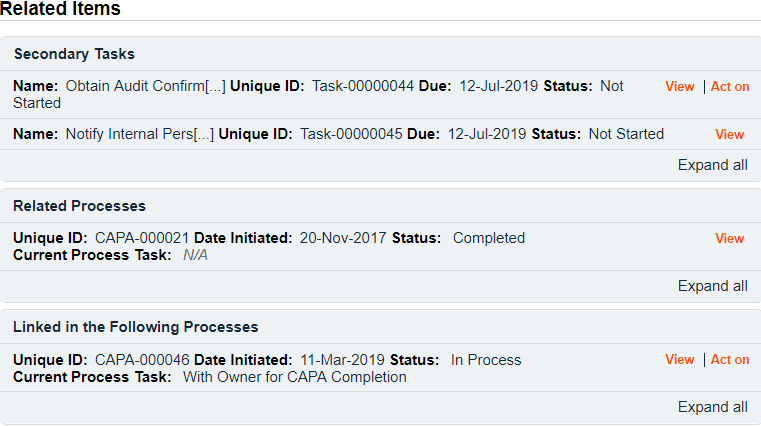 Related Items
Secondary Tasks
Name: Obtain Audit Confirm[...] Unique ID: Task-00000044 Due: 12-Jul-2019 Status: Not View | Act on
Started
Name: Notify Internal Pers[...] Unique ID: Task-00000045 Due: 12-Jul-2019 Status: Not Started View
Expand all
Related Processes
Unique ID: CAPA-000021 Date Initiated: 20-Nov-2017 Status: Completed View
Current Process Task: N/A
Expand all
Linked in the Following Processes
Unique ID: CAPA-000046 Date Initiated: 11-Mar-2019 Status: In Process View | Act on
Current Process Task: With Owner for CAPA Completion
Expand all